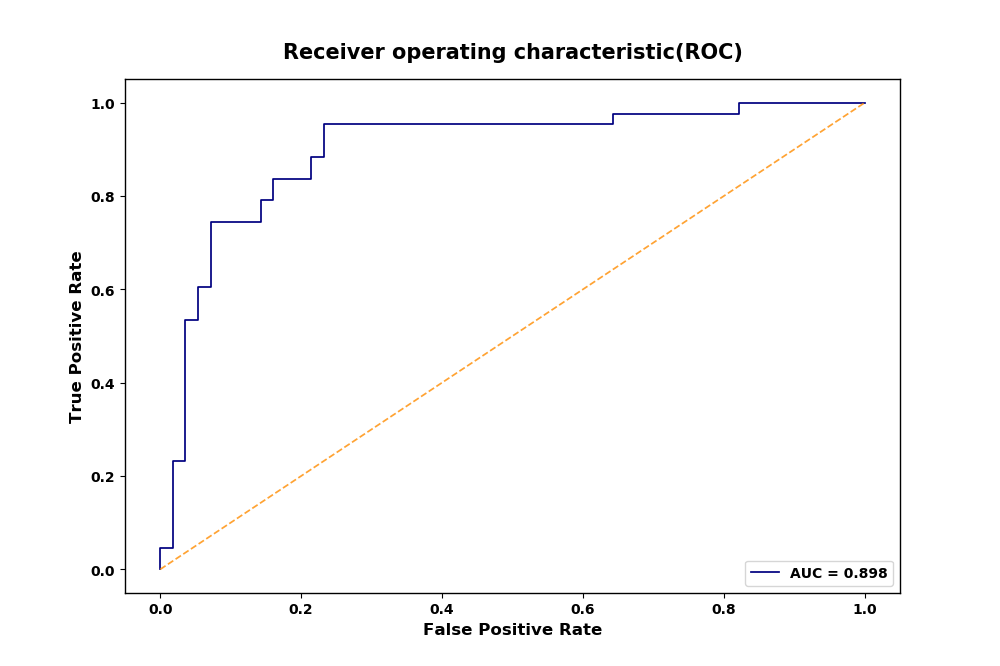 Receiver operating characteristic(ROC)
True Positive Rate
1.0
0.8
0.6
0.4
0.2
0.0
AUC = 0.898
0.0 0.2 0.4 0.6 0.8 1.0
False Positive Rate